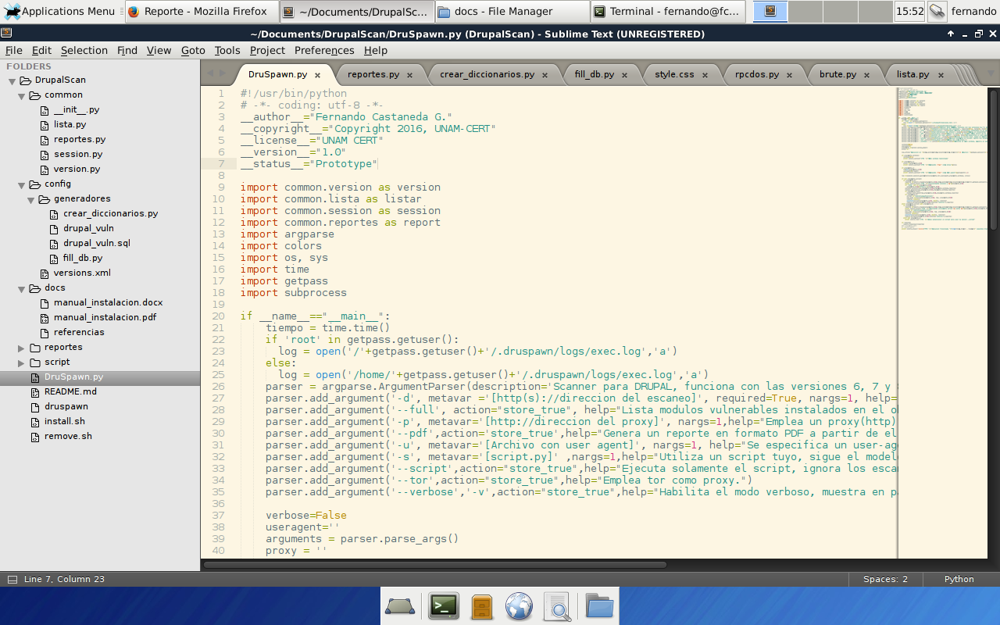 Applications Menu
Reporte - Mozilla Firefox
~/Documents/DrupalSc...
docs - File Manager
Terminal - fernando@fc...
15:52
fernando
~/Documents/DrupalScan/DruSpawn.py (DrupalScan) - Sublime Text (UNREGISTERED)
File Edit Selection Find View Goto Tools Project Preferences Help
FOLDERS
DrupalScan
common
__init__.py
lista.py
reportes.py
session.py
version.py
config
generadores
crear_diccionarios.py
drupal_vuln
drupal_vuln.sql
fill_db.py
versions.xml
docs
manual_instalacion.docx
manual_instalacion.pdf
referencias
reportes
script
DruSpawn.py
README.md
druspawn
install.sh
remove.sh
DruSpawn.py × reportes.py × crear_diccionarios.py × fill_db.py × style.css × rpcdos.py × brute.py × lista.py ×
1 #!/usr/bin/python
2 # -*- coding: utf-8 -*-
3 __author__="Fernando Castaneda G."
4 __copyright__="Copyright 2016, UNAM-CERT"
5 __license__="UNAM CERT"
6 __version__="1.0"
7 __status__="Prototype"
8
9 import common.version as version
10 import common.lista as listar
11 import common.session as session
12 import common.reportes as report
13 import argparse
14 import colors
15 import os, sys
16 import time
17 import getpass
18 import subprocess
19
20 if __name__=="__main__":
21 tiempo = time.time()
22 if 'root' in getpass.getuser():
23 log = open('/'+getpass.getuser()+'/.druspawn/logs/exec.log','a')
24 else:
25 log = open('/home/'+getpass.getuser()+'/.druspawn/logs/exec.log','a')
26 parser = argparse.ArgumentParser(description='Scanner para DRUPAL, funciona con las versiones 6, 7 y
27 parser.add_argument('-d', metavar ='[http(s)://direccion del escaneo]', required=True, nargs=1, help=
28 parser.add_argument('--full', action="store_true", help="Lista modulos vulnerables instalados en el
29 parser.add_argument('-p', metavar='[http://direccion del proxy]', nargs=1,help="Emplea un proxy(http)
30 parser.add_argument('--pdf',action='store_true',help="Genera un reporte en formato PDF a partir de el
31 parser.add_argument('-u', metavar='[Archivo con user agent]', nargs=1, help="Se especifica un
32 parser.add_argument('-s', metavar='[script.py]' ,nargs=1,help="Utiliza un script tuyo, sigue el
33 parser.add_argument('--script',action="store_true",help="Ejecuta solamente el script, ignora los
34 parser.add_argument('--tor',action="store_true",help="Emplea tor como proxy.")
35 parser.add_argument('--verbose','-v',action="store_true",help="Habilita el modo verboso, muestra en
36
37 verbose=False
38 useragent=''
39 arguments = parser.parse_args()
40 proxy = ''
Line 7, Column 23
Spaces: 2
Python